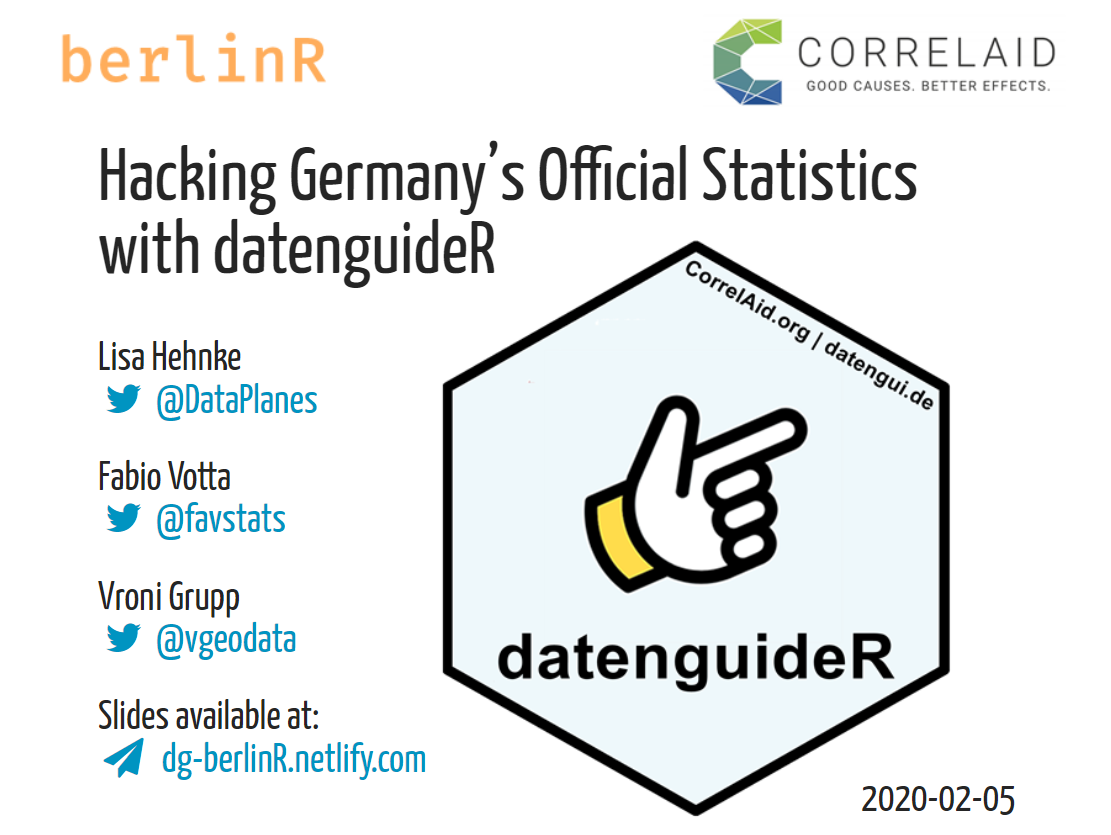 berlinR
CORRELAID
GOOD CAUSES. BETTER EFFECTS.
Hacking Germany’s Official Statistics
with datenguideR
CorrelAid.org | datengui.de
Lisa Hehnke
@DataPlanes
Fabio Votta
@favstats
Vroni Grupp
@vgeodata
datenguideR
Slides available at:
dg-berlinR.netlify.com
2020-02-05